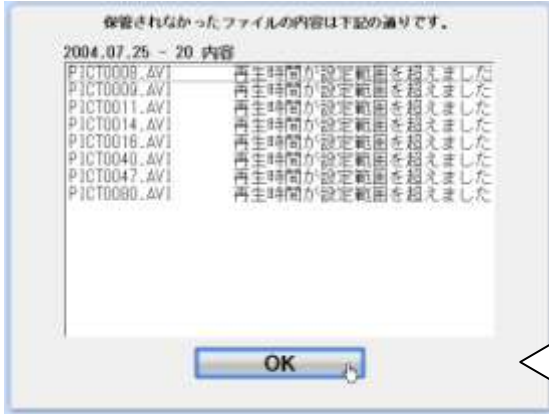 保管されなかったファイルの内容は下記の通りです。
2004.07.25 - 20 内容
PICT0008.AVI 再生時間が設定範囲を超えました
PICT0009.AVI 再生時間が設定範囲を超えました
PICT0011.AVI 再生時間が設定範囲を超えました
PICT0014.AVI 再生時間が設定範囲を超えました
PICT0016.AVI 再生時間が設定範囲を超えました
PICT0040.AVI 再生時間が設定範囲を超えました
PICT0047.AVI 再生時間が設定範囲を超えました
PICT0080.AVI 再生時間が設定範囲を超えました
OK